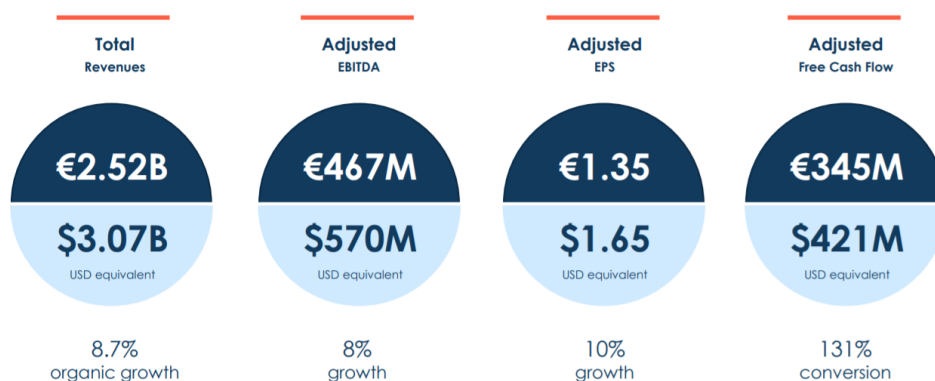 Total
Revenues
€2.52B
$3.07B
USD equivalent
8.7%
organic growth
Adjusted
EBITDA
€467M
$570M
USD equivalent
8%
growth
Adjusted
EPS
€1.35
$1.65
USD equivalent
10%
growth
Adjusted
Free Cash Flow
€345M
$421M
USD equivalent
131%
conversion